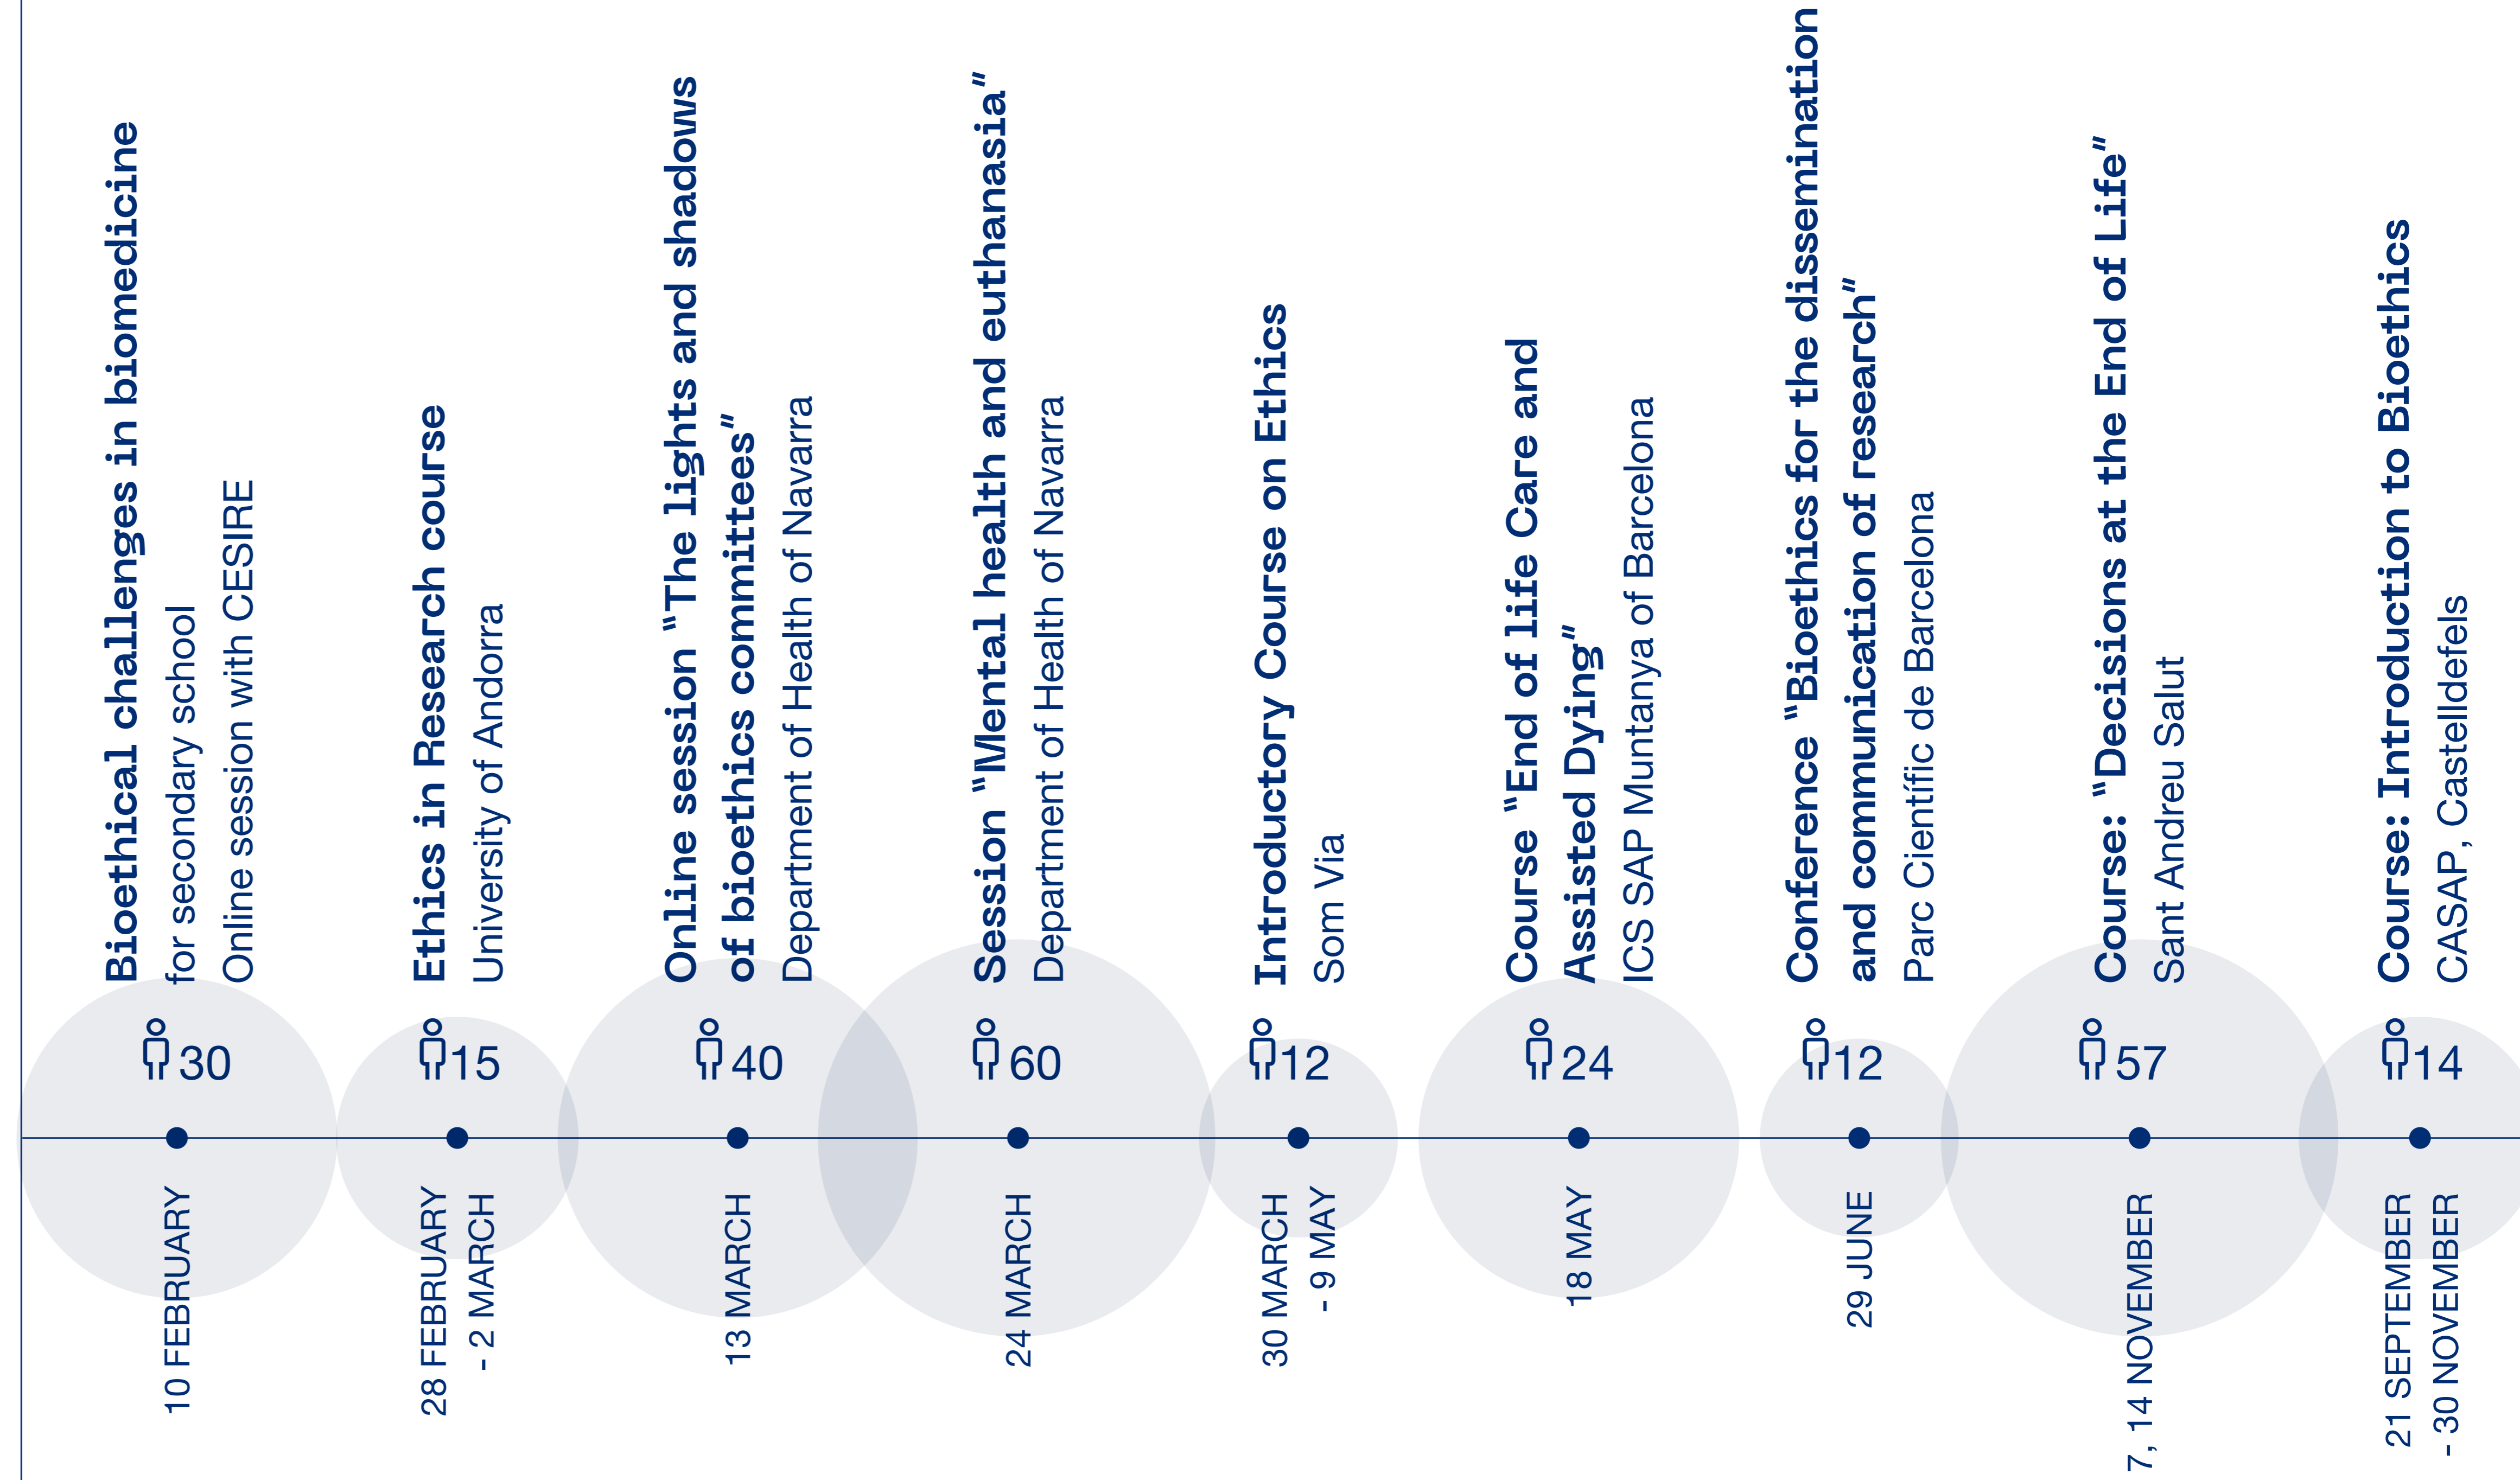 Bioethical challenges in biomedicine
for secondary school
Online session with CESIRE
30
10 FEBRUARY
Ethics in Research course
University of Andorra
15
28 FEBRUARY
- 2 MARCH
Online session “The lights and shadows
of bioethics committees”
Department of Health of Navarra
40
13 MARCH
Session “Mental health and euthanasia”
Department of Health of Navarra
60
24 MARCH
Introductory Course on Ethics
Som Via
12
30 MARCH
- 9 MAY
Course “End of life Care and
Assisted Dying”
ICS SAP Muntanya of Barcelona
24
18 MAY
Conference “Bioethics for the dissemination
and communication of research”
Parc Científic de Barcelona
12
29 JUNE
Course: “Decisions at the End of Life”
Sant Andreu Salut
57
7, 14 NOVEMBER
Course: Introduction to Bioethics
CASAP, Castelldefels
14
21 SEPTEMBER
- 30 NOVEMBER